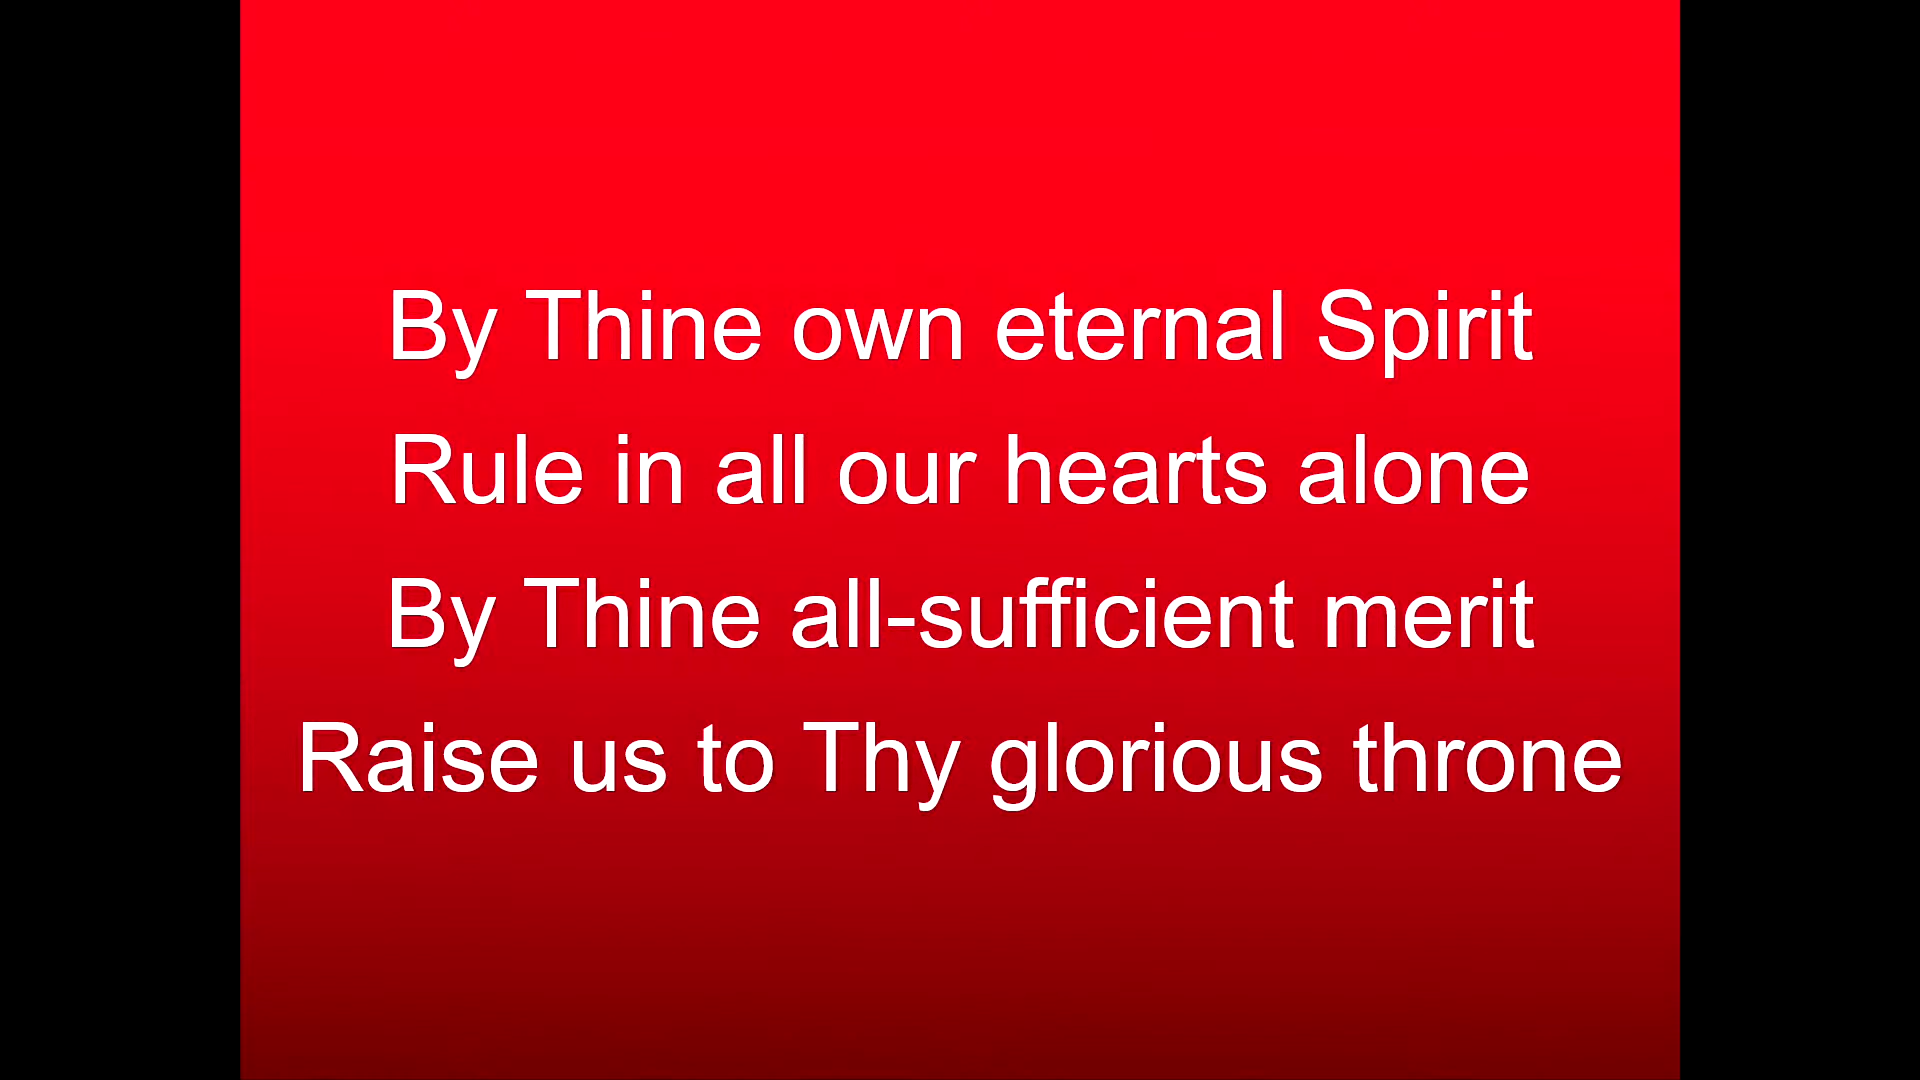 By Thine own eternal Spirit
Rule in all our hearts alone
By Thine all-sufficient merit
Raise us to Thy glorious throne